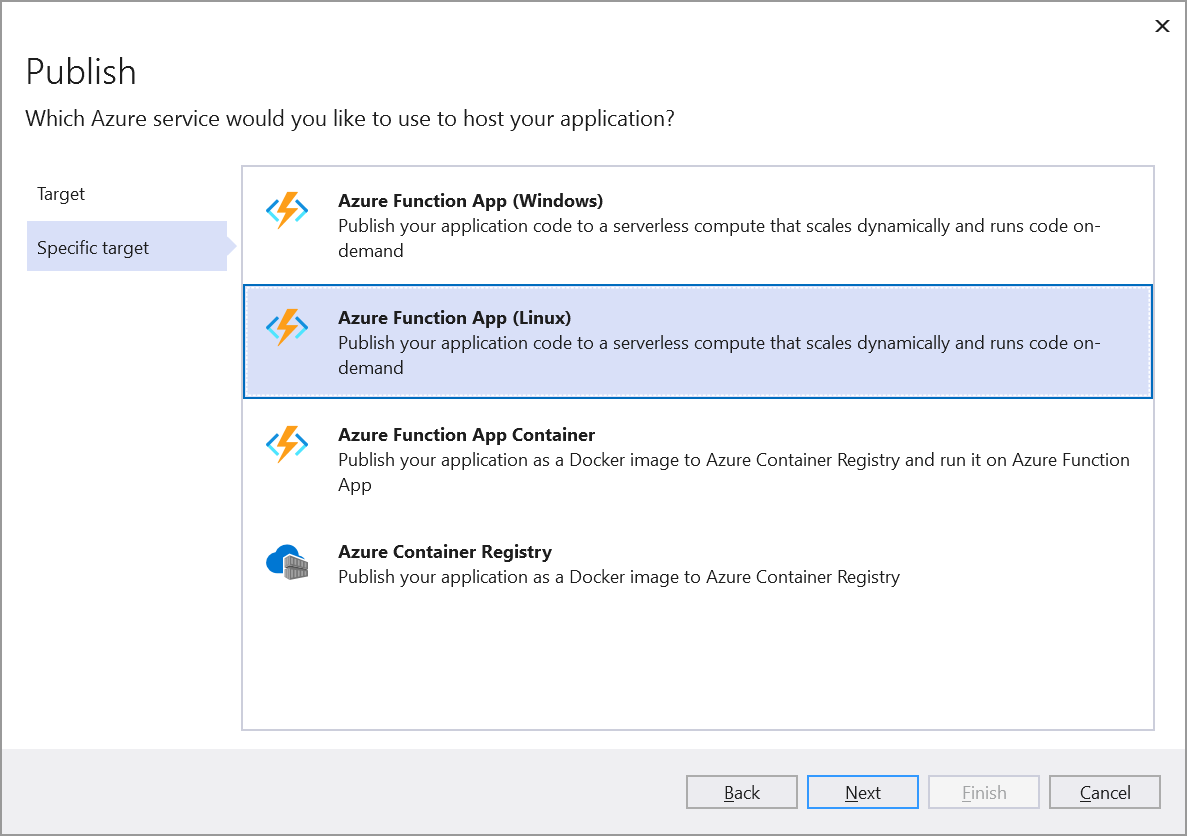 Publish
Which Azure service would you like to use to host your application?
Target
Specific target
Azure Function App (Windows)
Publish your application code to a serverless compute that scales dynamically and runs code on-
demand
Azure Function App (Linux)
Publish your application code to a serverless compute that scales dynamically and runs code on-
demand
Azure Function App Container
Publish your application as a Docker image to Azure Container Registry and run it on Azure Function
App
Azure Container Registry
Publish your application as a Docker image to Azure Container Registry
Back
Next
Finish
Cancel